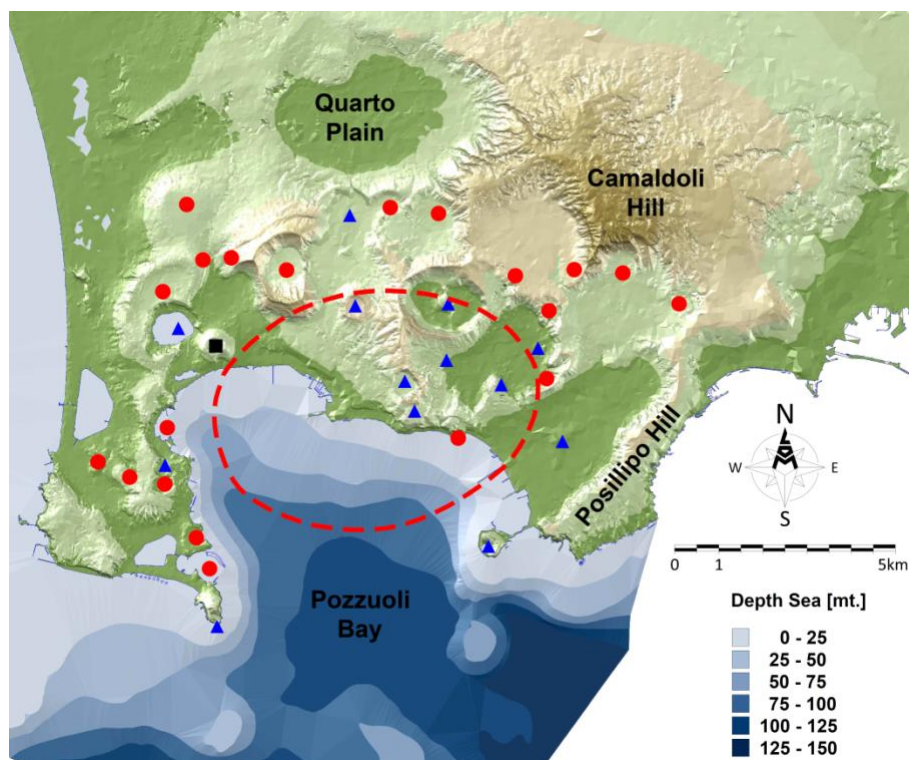 Quarto
Plain
Camaldoli
Hill
Posillipo Hill
N
W
E
S
0 1 5km
Pozzuoli
Bay
Depth Sea [mt.]
0 - 25
25 - 50
50 - 75
75 - 100
100 - 125
125 - 150